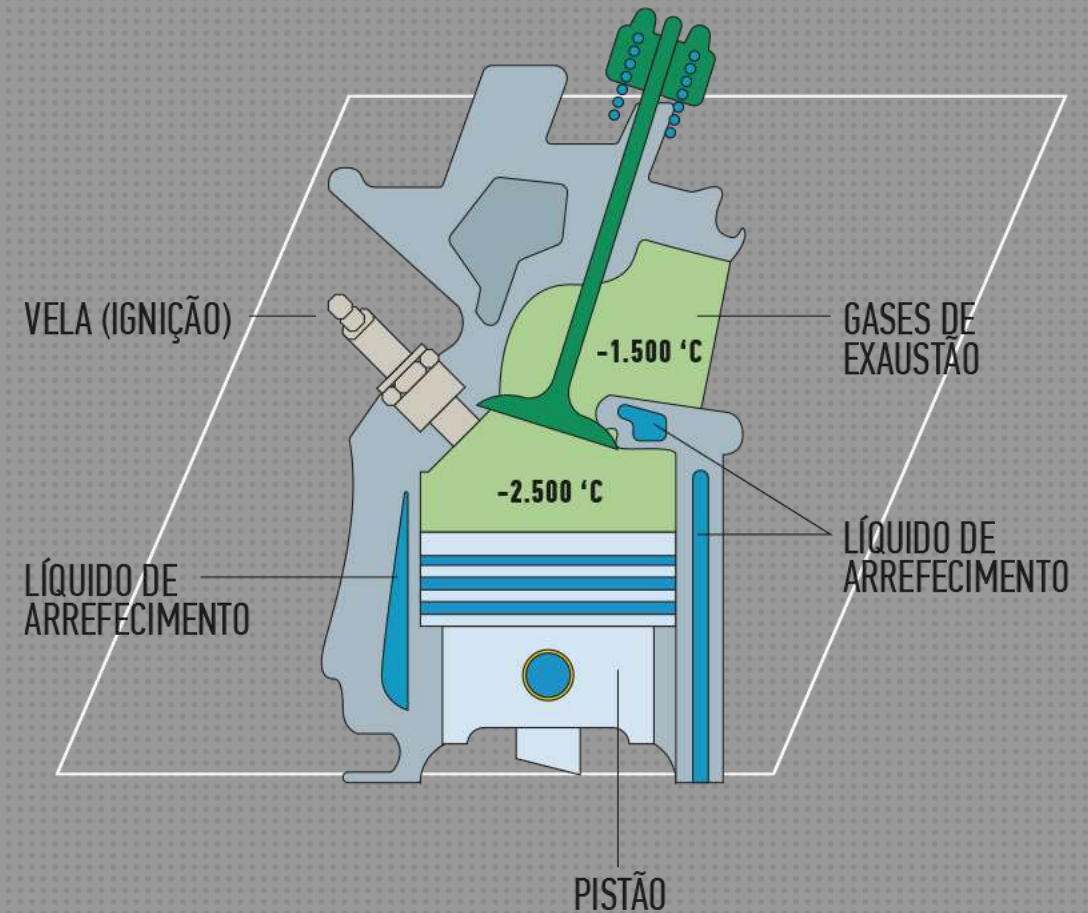 VELA (IGNIÇÃO)
GASES DE
EXAUSTÃO
-1.500 ‘C
-2.500 ‘C
LÍQUIDO DE
ARREFECIMENTO
LÍQUIDO DE
ARREFECIMENTO
PISTÃO